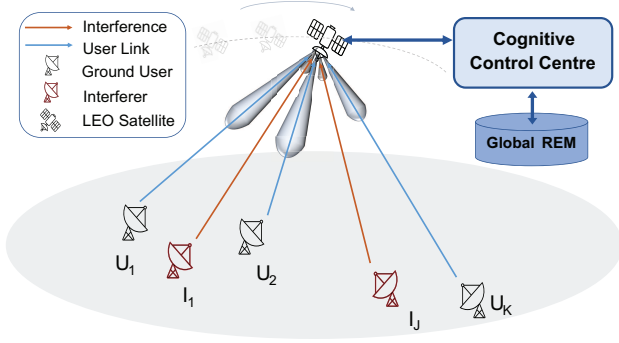 Interference
User Link
Ground User
Interferer
LEO Satellite
Cognitive
Control Centre
Global REM
U1
I1
U2
IJ
UK